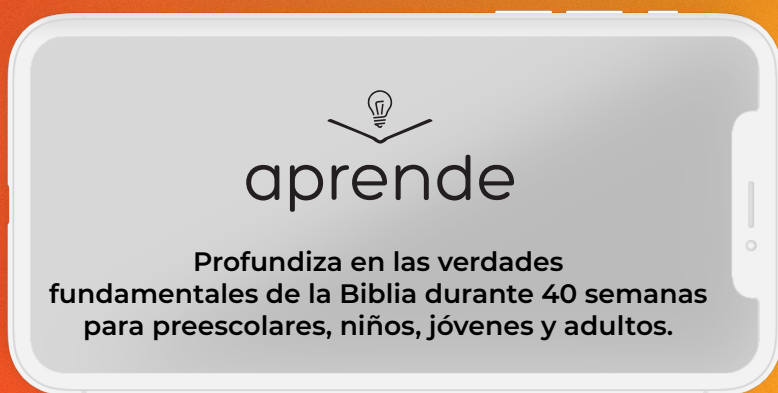 aprende
Profundiza en las verdades
fundamentales de la Biblia durante 40 semanas
para preescolares, niños, jóvenes y adultos.